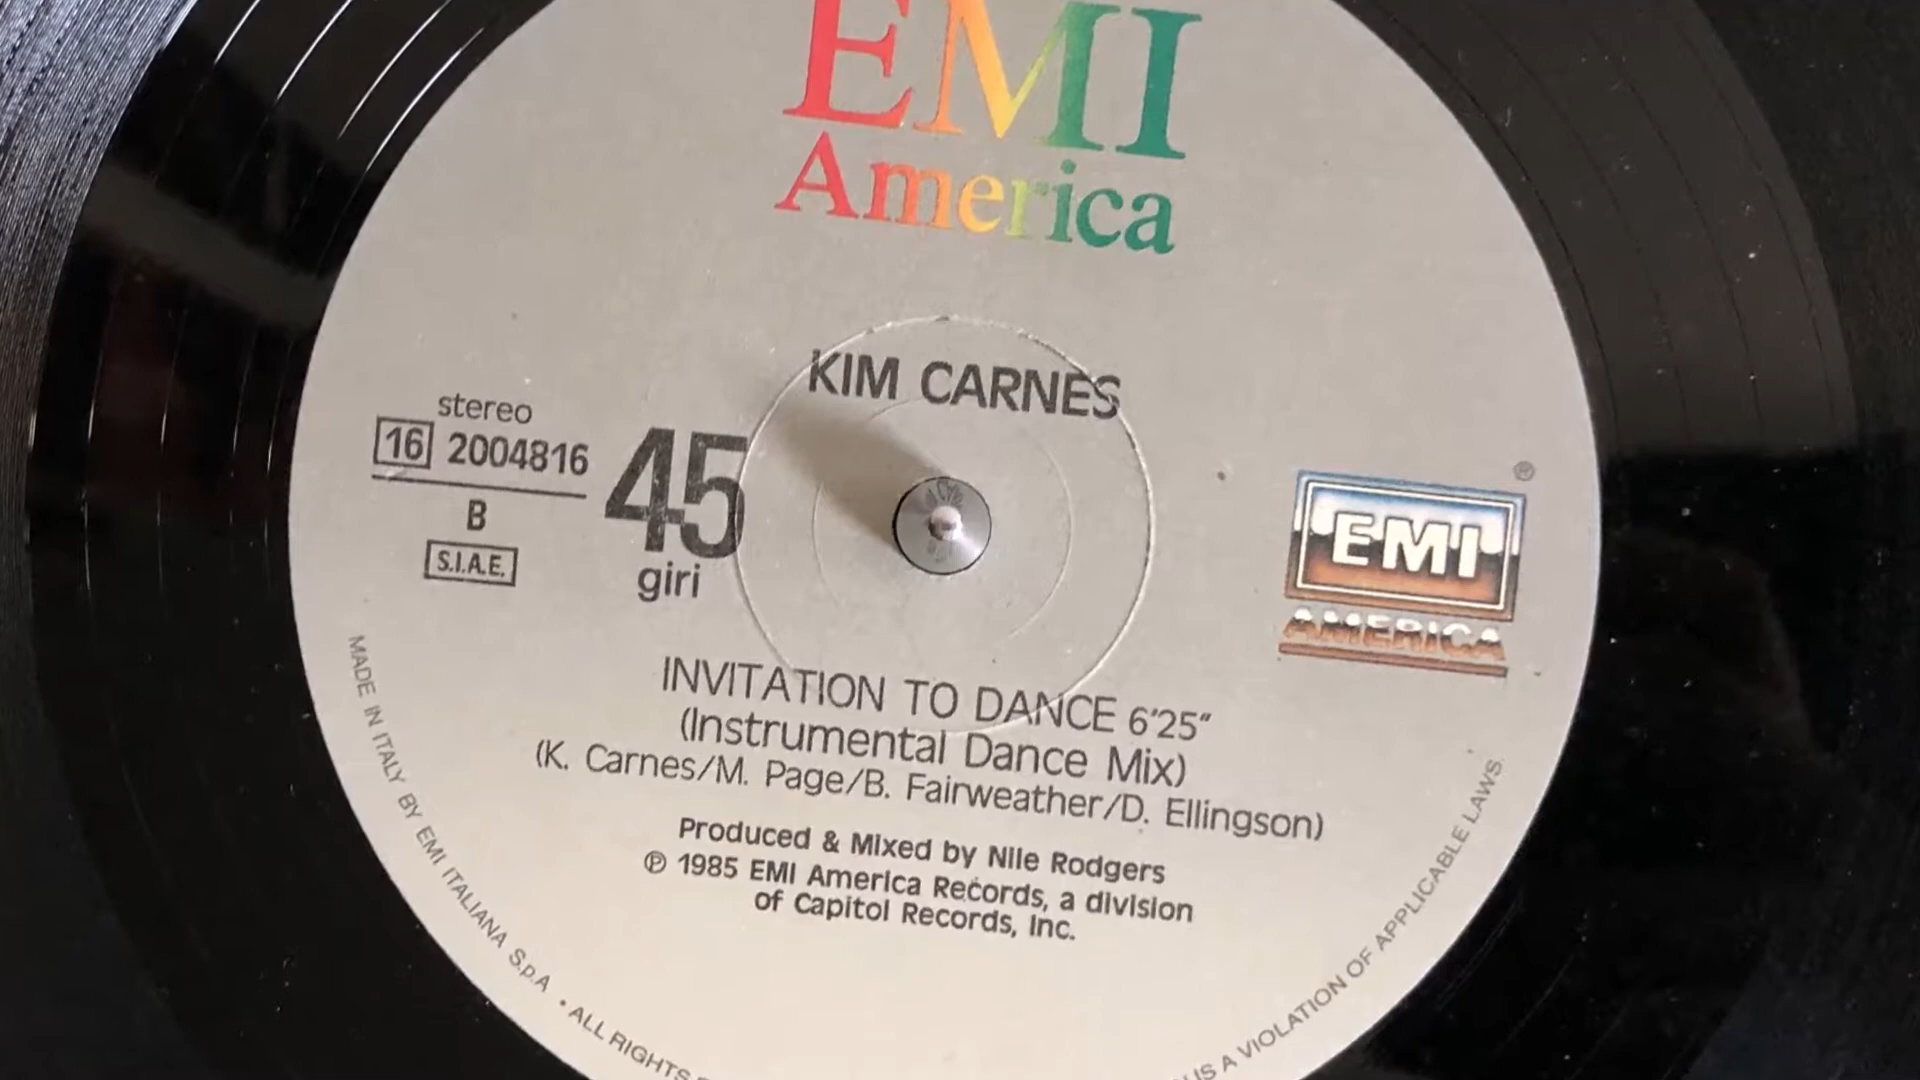 EMI
America
KIM CARNES
stereo
16 2004816
B
S.I.A.E.
45
giri
®
EMI
AMERICA
INVITATION TO DANCE 6'25"
(Instrumental Dance Mix)
(K. Carnes/M. Page/B. Fairweather/D. Ellingson)
Produced & Mixed by Nile Rodgers
℗ 1985 EMI America Records, a division
of Capitol Records, Inc.
MADE IN ITALY BY EMI ITALIANA S.p.A • ALL RIGHTS
IS A VIOLATION OF APPLICABLE LAWS.